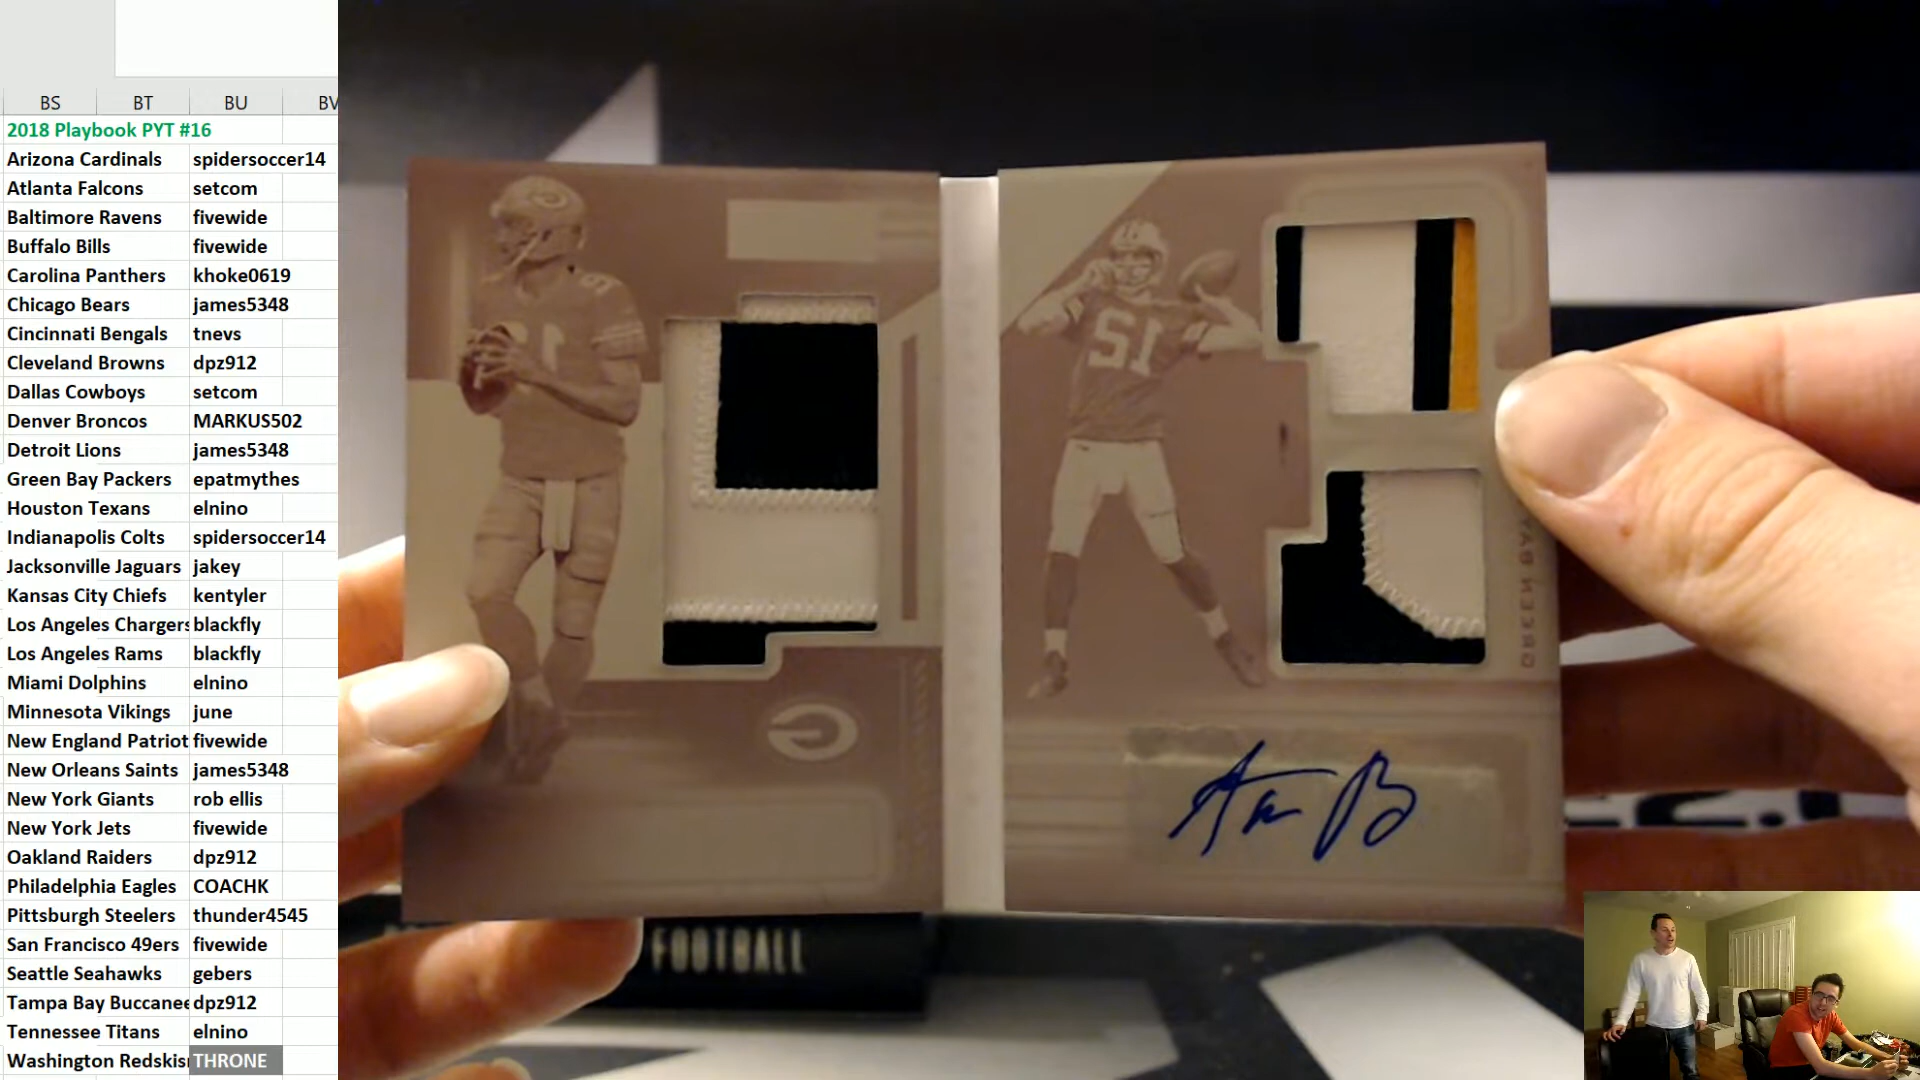 BS BT BU BV
2018 Playbook PYT #16
Arizona Cardinals spidersoccer14
Atlanta Falcons setcom
Baltimore Ravens fivewide
Buffalo Bills fivewide
Carolina Panthers khoke0619
Chicago Bears james5348
Cincinnati Bengals tnevs
Cleveland Browns dpz912
Dallas Cowboys setcom
Denver Broncos MARKUS502
Detroit Lions james5348
Green Bay Packers epatmythes
Houston Texans elnino
Indianapolis Colts spidersoccer14
Jacksonville Jaguars jakey
Kansas City Chiefs kentyler
Los Angeles Chargers blackfly
Los Angeles Rams blackfly
Miami Dolphins elnino
Minnesota Vikings june
New England Patriot fivewide
New Orleans Saints james5348
New York Giants rob ellis
New York Jets fivewide
Oakland Raiders dpz912
Philadelphia Eagles COACHK
Pittsburgh Steelers thunder4545
San Francisco 49ers fivewide
Seattle Seahawks gebers
Tampa Bay Buccanee dpz912
Tennessee Titans elnino
Washington Redskis THRONE
FOOTBALL